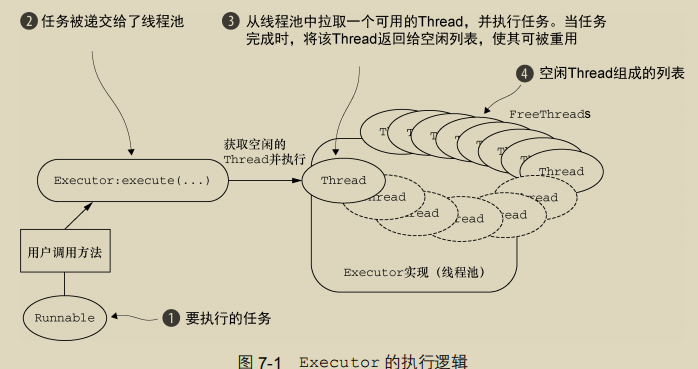 ❷ 任务被递交给了线程池
❸ 从线程池中拉取一个可用的Thread，并执行任务。当任务
完成时，将该Thread返回给空闲列表，使其可被重用
❹ 空闲Thread组成的列表
FreeThreads
获取空闲的
Thread并执行
Executor:execute(...)
Thread
Thread
hread
read
read
read
read
用户调用方法
Executor实现（线程池）
Runnable
❶ 要执行的任务
图 7-1 Executor 的执行逻辑